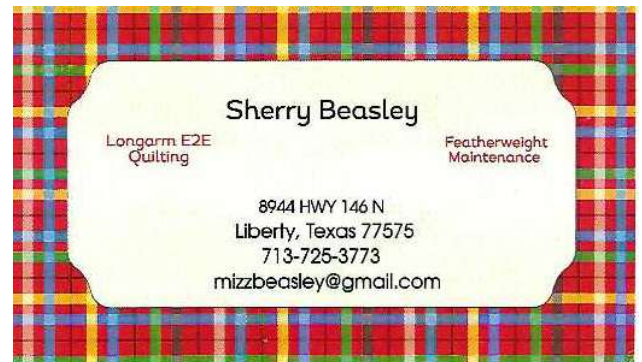 Sherry Beasley
Longarm E2E
Quilting
Featherweight
Maintenance
8944 HWY 146 N
Liberty, Texas 77575
713-725-3773
mizzbeasley@gmail.com